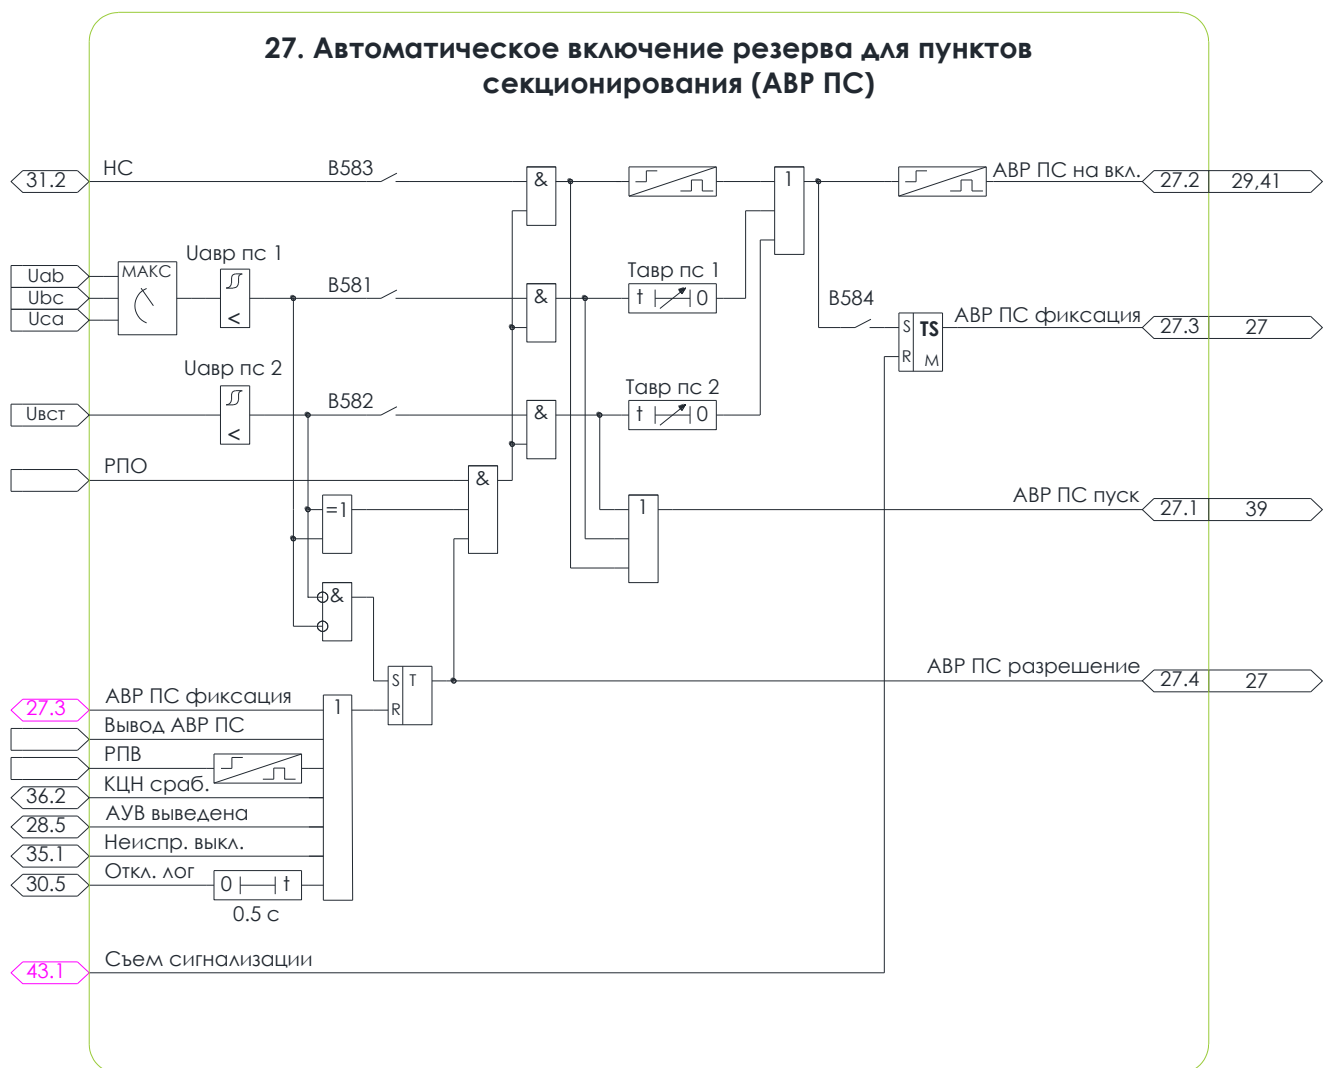 27. Автоматическое включение резерва для пунктов
секционирования (АВР ПС)
31.2
НС
В583
&
1
АВР ПС на вкл.
27.2
29,41
Uab
Ubc
Uca
МАКС
Uавр пс 1
<
В581
&
Тавр пс 1
t
0
В584
S
TS
R
M
АВР ПС фиксация
27.3
27
Uвст
Uавр пс 2
<
В582
&
Тавр пс 2
t
0
РПО
&
=1
1
АВР ПС пуск
27.1
39
&
S
T
R
АВР ПС разрешение
27.4
27
27.3
АВР ПС фиксация
1
Вывод АВР ПС
РПВ
36.2
КЦН сраб.
28.5
АУВ выведена
35.1
Неиспр. выкл.
30.5
Откл. лог
0
t
0.5 с
43.1
Съем сигнализации